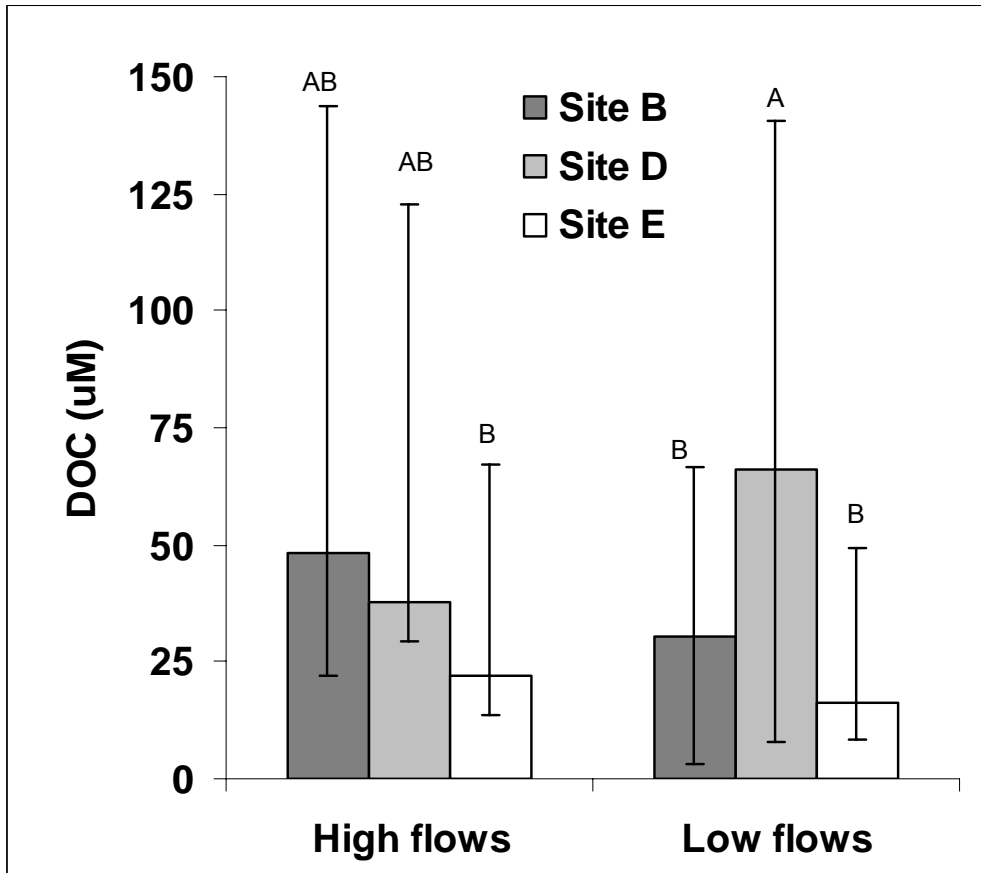 150
125
100
75
50
25
0
DOC (uM)
AB
AB
B
B
A
B
Site B
Site D
Site E
High flows
Low flows